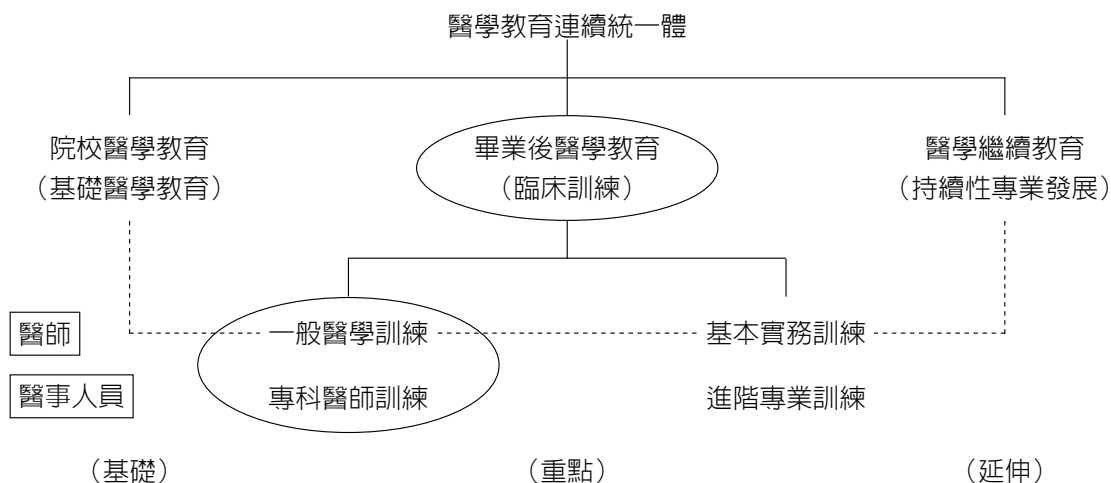 醫學教育連續統一體
院校醫學教育
（基礎醫學教育）
畢業後醫學教育
（臨床訓練）
醫學繼續教育
（持續性專業發展）
醫師
一般醫學訓練
基本實務訓練
醫事人員
專科醫師訓練
進階專業訓練
（基礎）
（重點）
（延伸）